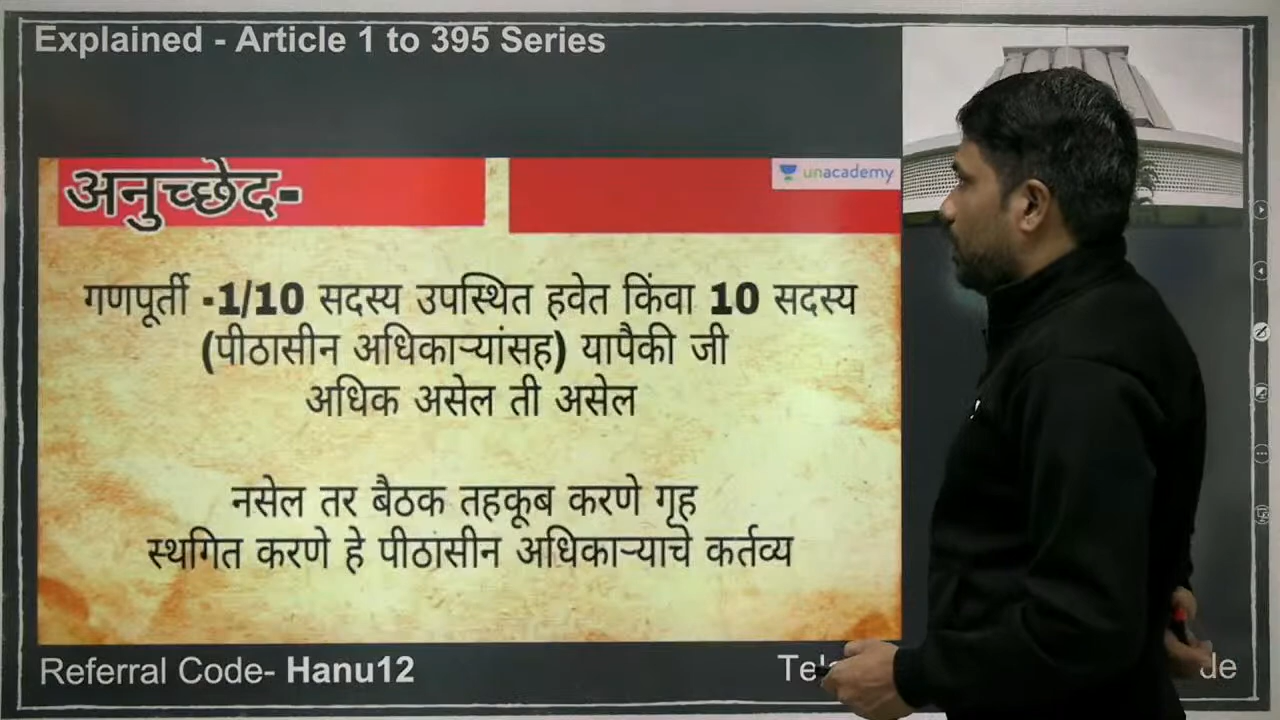 Explained - Article 1 to 395 Series
अनुच्छेद-
unacademy
गणपूर्ती -1/10 सदस्य उपस्थित हवेत किंवा 10 सदस्य
(पीठासीन अधिकाऱ्यांसह) यापैकी जी
अधिक असेल ती असेल
नसेल तर बैठक तहकूब करणे गृह
स्थगित करणे हे पीठांसीन अधिकाऱ्याचे कर्तव्य
Referral Code- Hanu12